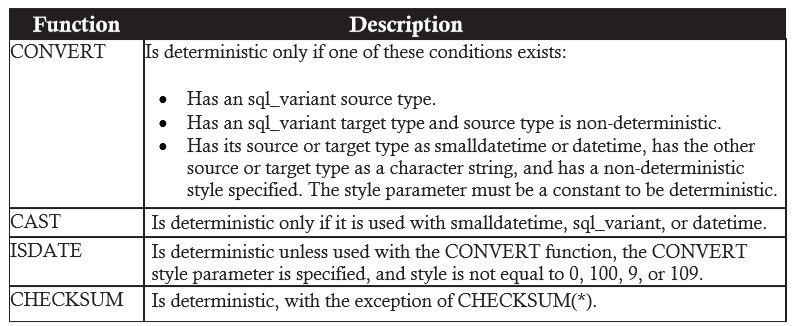 Function Description
CONVERT Is deterministic only if one of these conditions exists:
• Has an sql_variant source type.
• Has an sql_variant target type and source type is non-deterministic.
• Has its source or target type as smalldatetime or datetime, has the other
source or target type as a character string, and has a non-deterministic
style specified. The style parameter must be a constant to be deterministic.
CAST Is deterministic only if it is used with smalldatetime, sql_variant, or datetime.
ISDATE Is deterministic unless used with the CONVERT function, the CONVERT
style parameter is specified, and style is not equal to 0, 100, 9, or 109.
CHECKSUM Is deterministic, with the exception of CHECKSUM(*).